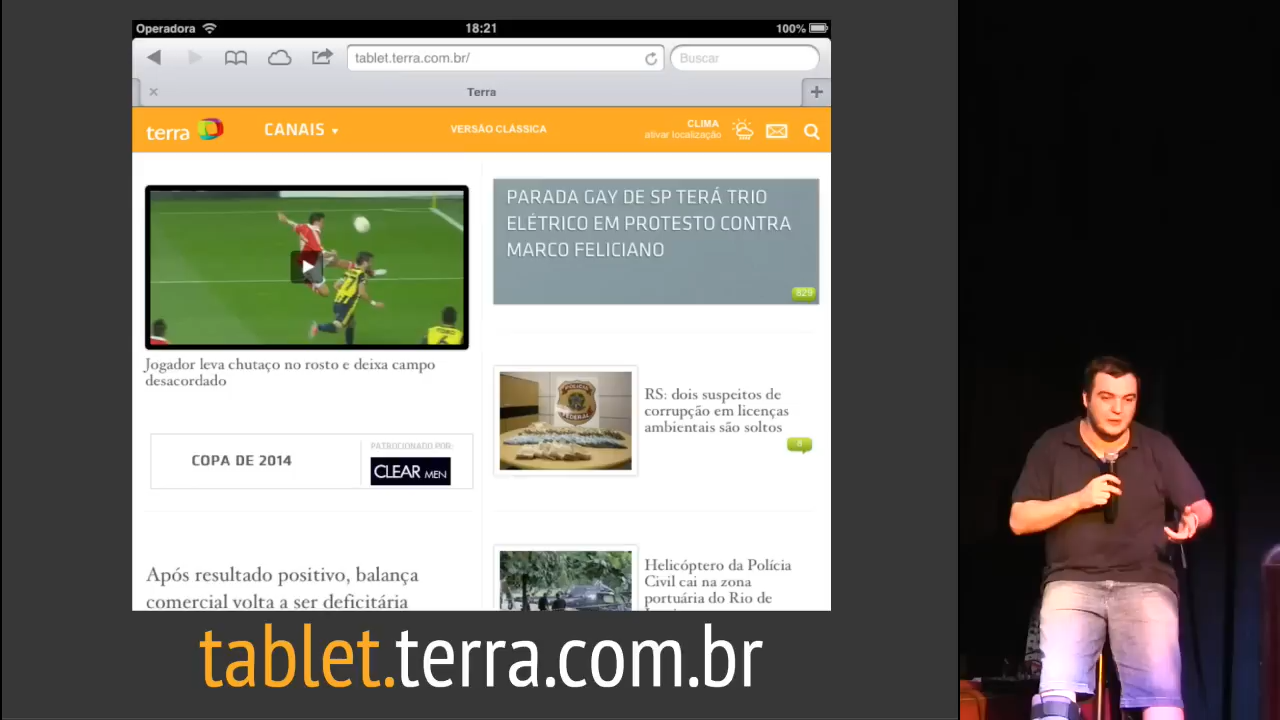 Operadora
18:21
100%
tablet.terra.com.br/
Buscar
Terra
terra
CANAIS
VERSÃO CLÁSSICA
CLIMA
ativar localização
Jogador leva chutaço no rosto e deixa campo
desacordado
COPA DE 2014
PATROCINADO POR:
CLEAR MEN
Após resultado positivo, balança
comercial volta a ser deficitária
PARADA GAY DE SP TERÁ TRIO
ELÉTRICO EM PROTESTO CONTRA
MARCO FELICIANO
829
POLÍCIA
FEDERAL
RS: dois suspeitos de
corrupção em licenças
ambientais são soltos
8
Helicóptero da Polícia
Civil cai na zona
portuária do Rio de
tablet.terra.com.br